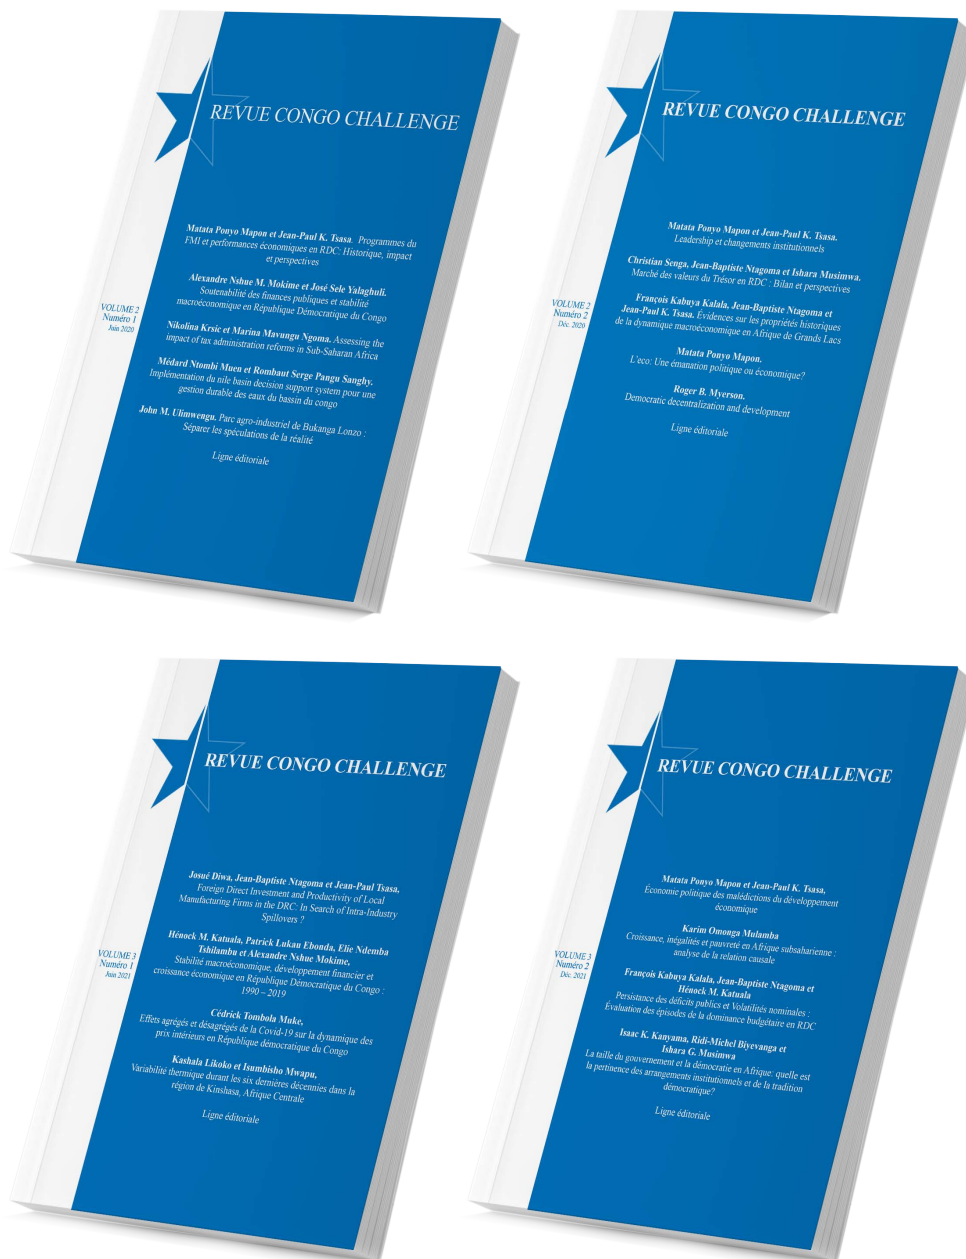 REVUE CONGO CHALLENGE
Matata Ponyo Mapon et Jean-Paul K. Tsasa. Programmes du
FMI et performances économiques en RDC: Historique, impact
et perspectives
Alexandre Nshue M. Mokime et José Sele Yalaghuli.
Soutenabilité des finances publiques et stabilité
macroéconomique en République Démocratique du Congo
Nikolina Krsic et Marina Mavungu Ngoma. Assessing the
impact of tax administration reforms in Sub-Saharan Africa
Médard Ntombi Muen et Rombaut Serge Pangu Sanghy.
Implémentation du nile basin decision support system pour une
gestion durable des eaux du bassin du congo
John M. Ulimwengu. Parc agro-industriel de Bukanga Lonzo :
Séparer les spéculations de la réalité
Ligne éditoriale
VOLUME 2
Numéro 1
Juin 2020
REVUE CONGO CHALLENGE
Matata Ponyo Mapon et Jean-Paul K. Tsasa.
Leadership et changements institutionnels
Christian Senga, Jean-Baptiste Ntagoma et Ishara Musimwa.
Marché des valeurs du Trésor en RDC : Bilan et perspectives
François Kabuya Kalala, Jean-Baptiste Ntagoma et
Jean-Paul K. Tsasa. Évidences sur les propriétés historiques
de la dynamique macroéconomique en Afrique de Grands Lacs
Matata Ponyo Mapon.
L'eco: Une émanation politique ou économique?
Roger B. Myerson.
Democratic decentralization and development
Ligne éditoriale
VOLUME 2
Numéro 2
Déc. 2020
REVUE CONGO CHALLENGE
Josué Diwa, Jean-Baptiste Ntagoma et Jean-Paul Tsasa,
Foreign Direct Investment and Productivity of Local
Manufacturing Firms in the DRC: In Search of Intra-Industry
Spillovers ?
Hénock M. Katuala, Patrick Lukau Ebonda, Elie Ndemba
Tshilambu et Alexandre Nshue Mokime,
Stabilité macroéconomique, développement financier et
croissance économique en République Démocratique du Congo :
1990 – 2019
Cédrick Tombola Muke,
Effets agrégés et désagrégés de la Covid-19 sur la dynamique des
prix intérieurs en République démocratique du Congo
Kashala Likoko et Isumbisho Mwapu,
Variabilité thermique durant les six dernières décennies dans la
région de Kinshasa, Afrique Centrale
Ligne éditoriale
VOLUME 3
Numéro 1
Juin 2021
REVUE CONGO CHALLENGE
Matata Ponyo Mapon et Jean-Paul K. Tsasa,
Économie politique des malédictions du développement
économique
Karim Omonga Mulamba
Croissance, inégalités et pauvreté en Afrique subsaharienne :
analyse de la relation causale
François Kabuya Kalala, Jean-Baptiste Ntagoma et
Hénock M. Katuala
Persistance des déficits publics et Volatilités nominales :
Évaluation des épisodes de la dominance budgétaire en RDC
Isaac K. Kanyama, Ridi-Michel Biyevanga et
Ishara G. Musimwa
La taille du gouvernement et la démocratie en Afrique: quelle est
la pertinence des arrangements institutionnels et de la tradition
démocratique?
Ligne éditoriale
VOLUME 3
Numéro 2
Déc. 2021